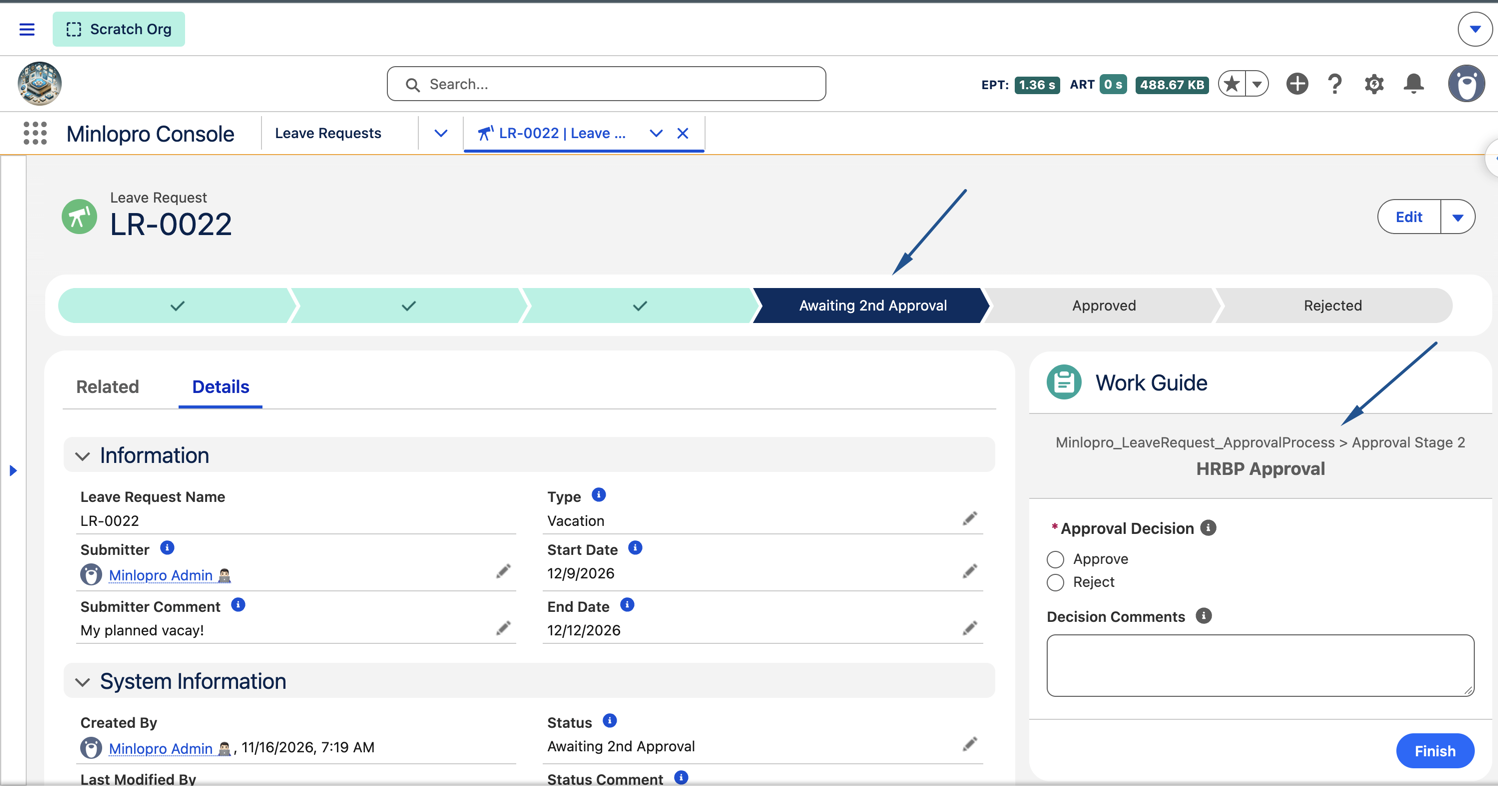 Scratch Org
Search...
EPT: 1.36 s ART 0 s 488.67 KB
Minlopro Console
Leave Requests
LR-0022 | Leave ...
Leave Request
LR-0022
Edit
Awaiting 2nd Approval
Approved
Rejected
Related
Details
Information
Leave Request Name
LR-0022
Type
Vacation
Submitter
Minlopro Admin
Start Date
12/9/2026
Submitter Comment
My planned vacay!
End Date
12/12/2026
System Information
Created By
Minlopro Admin , 11/16/2026, 7:19 AM
Status
Awaiting 2nd Approval
Last Modified By
Status Comment
Work Guide
Minlopro_LeaveRequest_ApprovalProcess > Approval Stage 2
HRBP Approval
*Approval Decision
Approve
Reject
Decision Comments
Finish